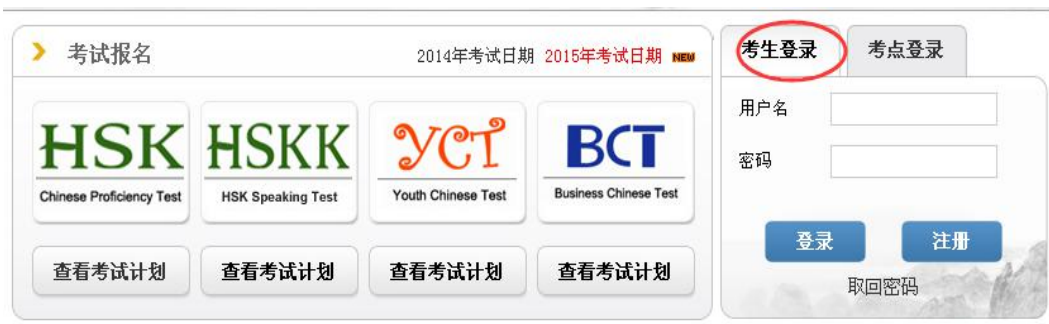 考试报名
2014年考试日期 2015年考试日期 NEW
HSK
Chinese Proficiency Test
HSKK
HSK Speaking Test
YCT
Youth Chinese Test
BCT
Business Chinese Test
查看考试计划
查看考试计划
查看考试计划
查看考试计划
考生登录
考点登录
用户名
密码
登录
注册
取回密码